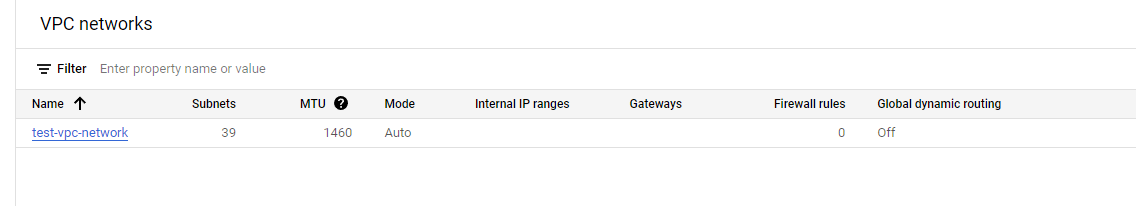 VPC networks
Filter Enter property name or value
Name Subnets MTU Mode Internal IP ranges Gateways Firewall rules Global dynamic routing
test-vpc-network 39 1460 Auto 0 Off